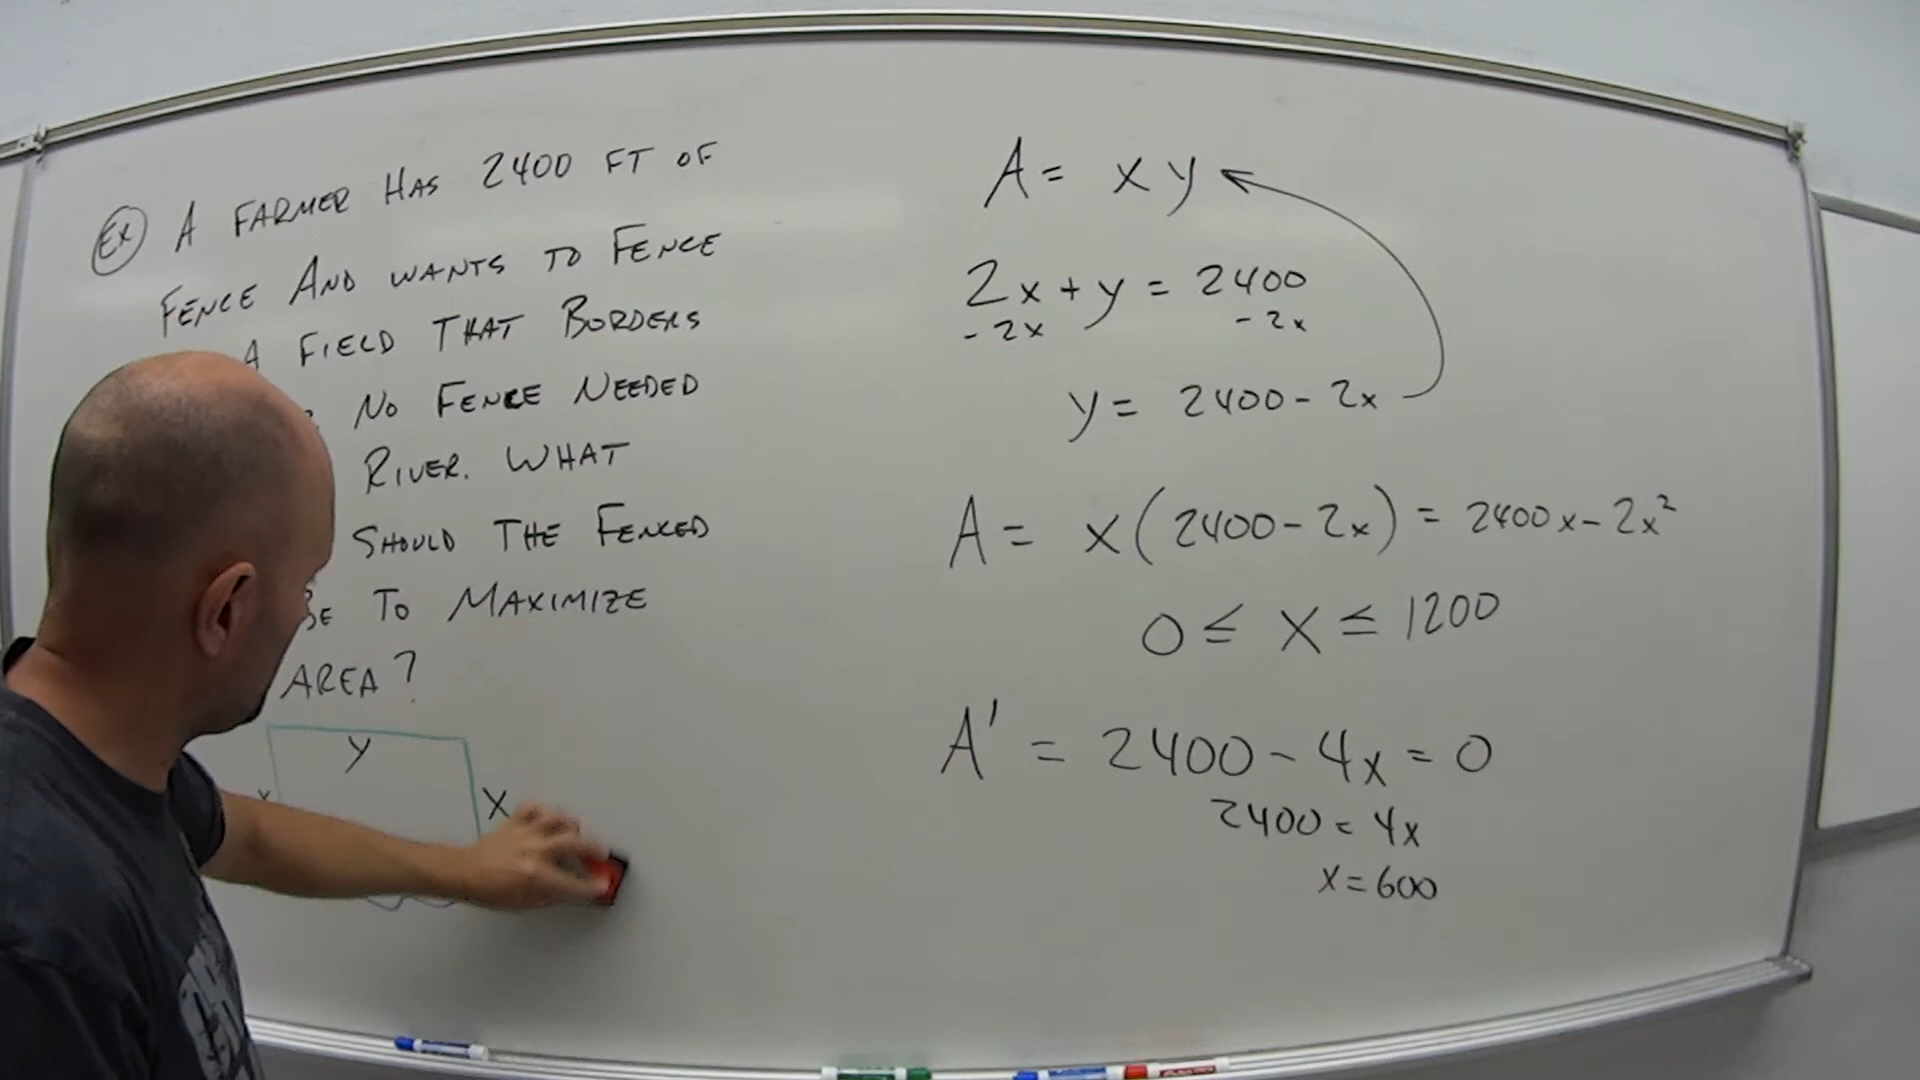 EX A FARMER HAS 2400 FT OF
FENCE AND WANTS TO FENCE
A FIELD THAT BORDERS
NO FENCE NEEDED
RIVER. WHAT
SHOULD THE FENCED
BE TO MAXIMIZE
AREA?
Y
X X
A = xy
2x + y = 2400
- 2x - 2x
y = 2400 - 2x
A = x(2400 - 2x) = 2400x - 2x²
0 ≤ x ≤ 1200
A' = 2400 - 4x = 0
2400 = 4x
x = 600